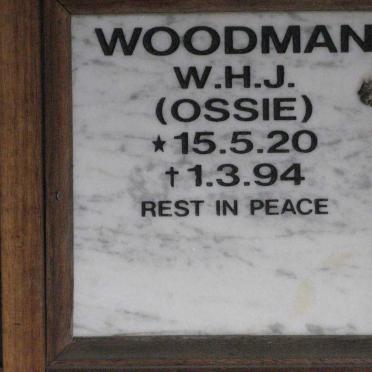 WOODMAN
W.H.J.
(OSSIE)
★15.5.20
†1.3.94
REST IN PEACE